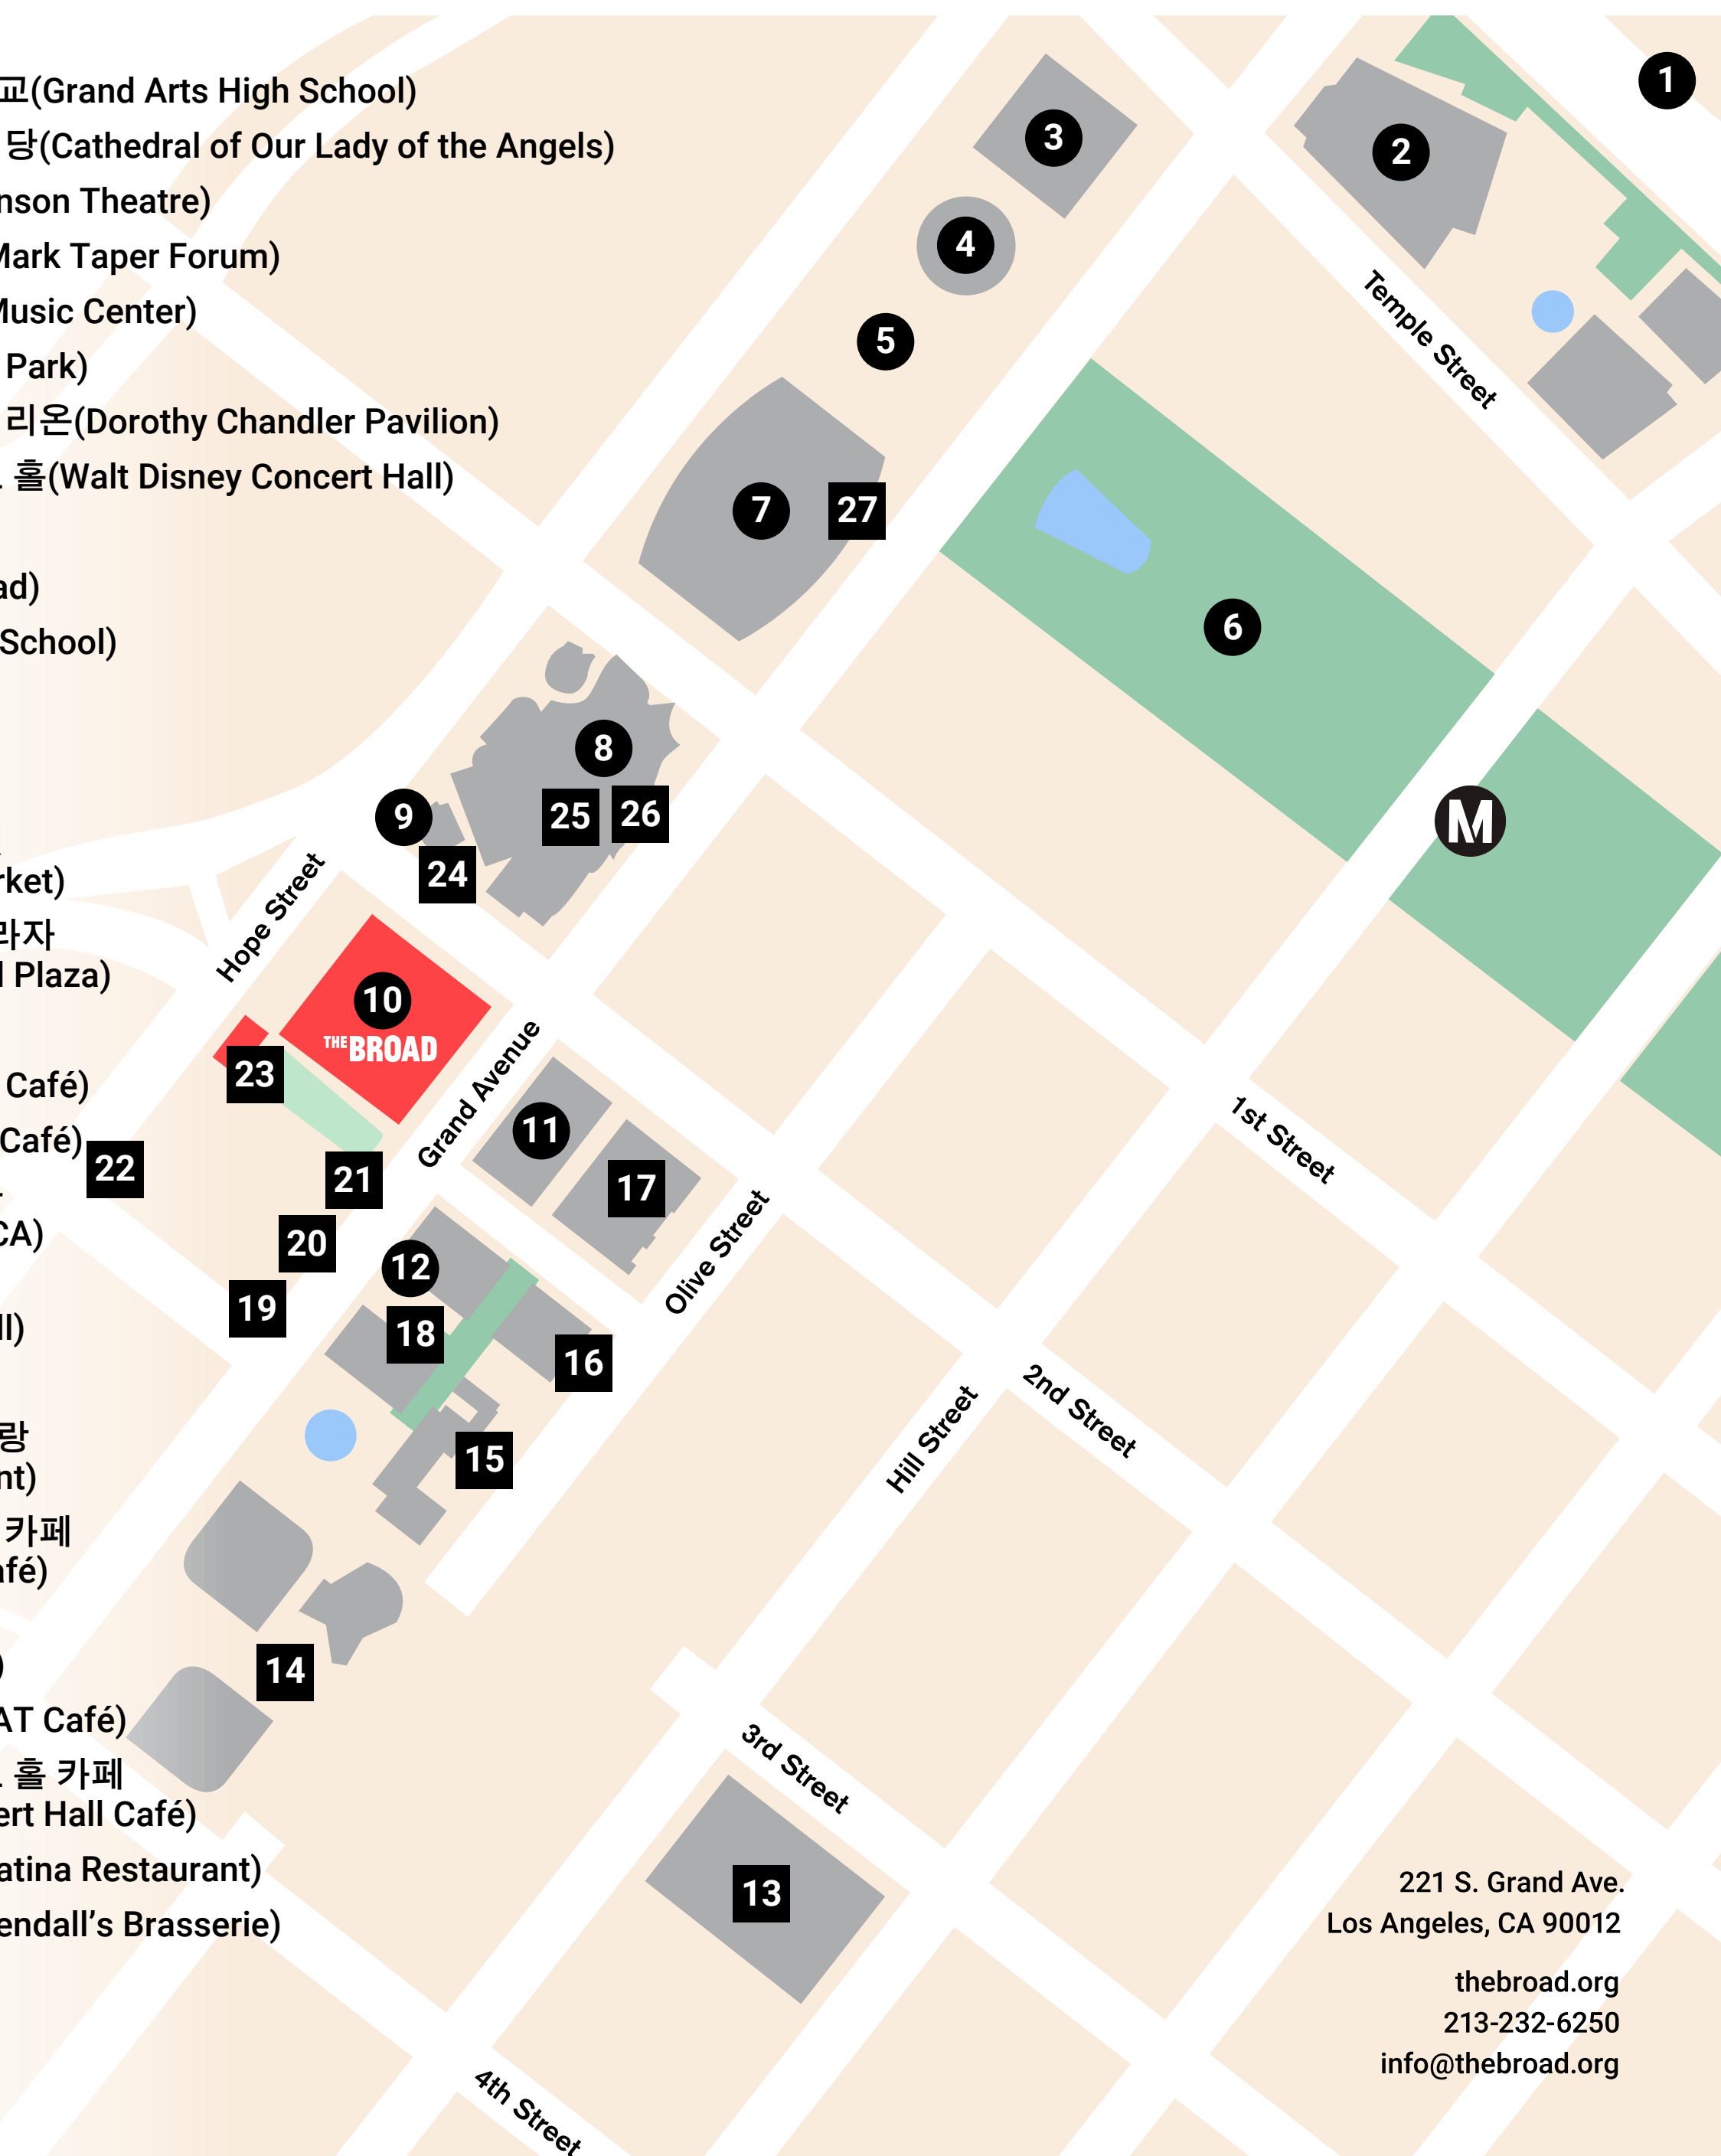 교(Grand Arts High School)
당(Cathedral of Our Lady of the Angels)
nson Theatre)
Mark Taper Forum)
Music Center)
Park)
리온(Dorothy Chandler Pavilion)
홀(Walt Disney Concert Hall)
ad)
School)
rket)
라자
l Plaza)
Café)
Café)
CA)
ll)
랑
nt)
카페
afé)
)
AT Café)
홀 카페
ert Hall Café)
atina Restaurant)
endall’s Brasserie)
1
2
3
4
5
Temple Street
7
27
6
8
9
25
26
24
M
Hope Street
10
THE BROAD
23
Grand Avenue
11
1st Street
22
21
17
20
12
Olive Street
19
18
16
2nd Street
15
Hill Street
14
3rd Street
13
4th Street
221 S. Grand Ave.
Los Angeles, CA 90012
thebroad.org
213-232-6250
info@thebroad.org